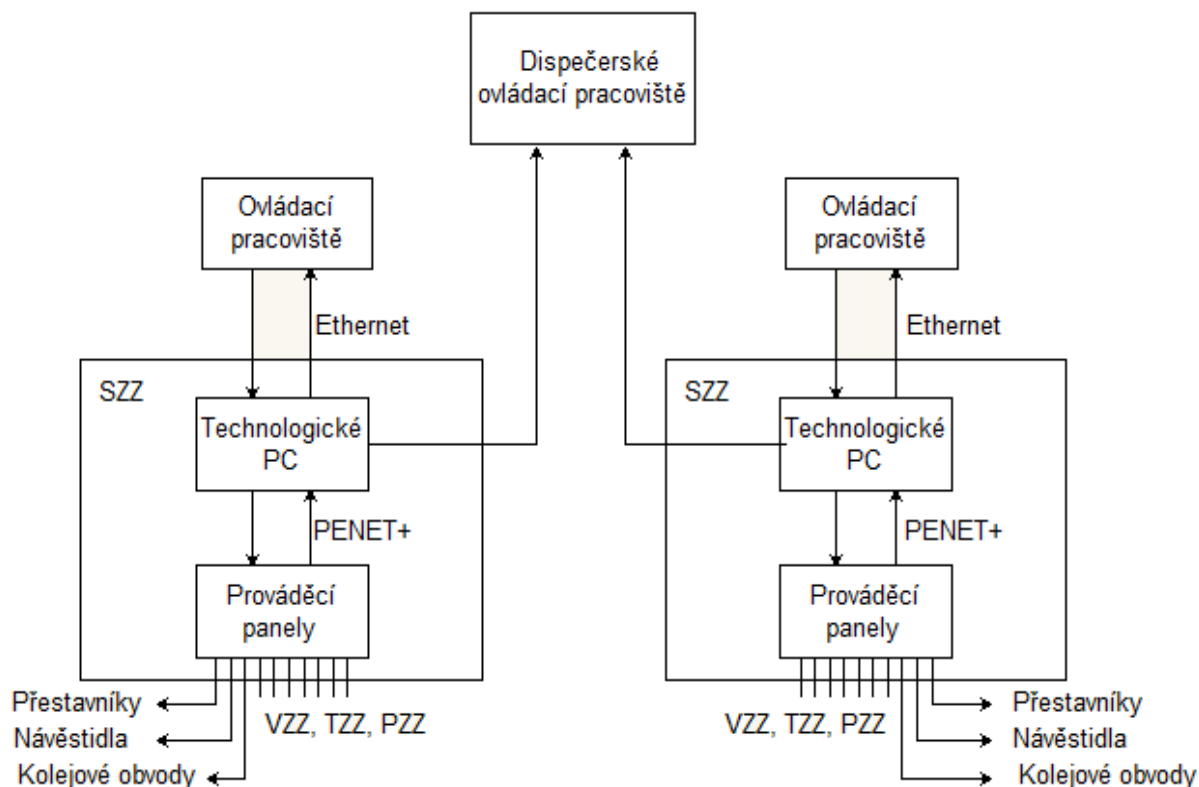 Dispečerské
ovládací pracoviště
Ovládací
pracoviště
Ovládací
pracoviště
Ethernet
Ethernet
SZZ
SZZ
Technologické
PC
Technologické
PC
PENET+
PENET+
Prováděcí
panely
Prováděcí
panely
Přestavníky
Návěstidla
Kolejové obvody
VZZ, TZZ, PZZ
VZZ, TZZ, PZZ
Přestavníky
Návěstidla
Kolejové obvody